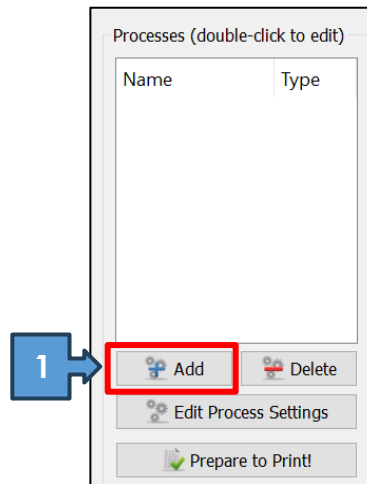 Processes (double-click to edit)
Name Type
1
Add Delete
Edit Process Settings
Prepare to Print!